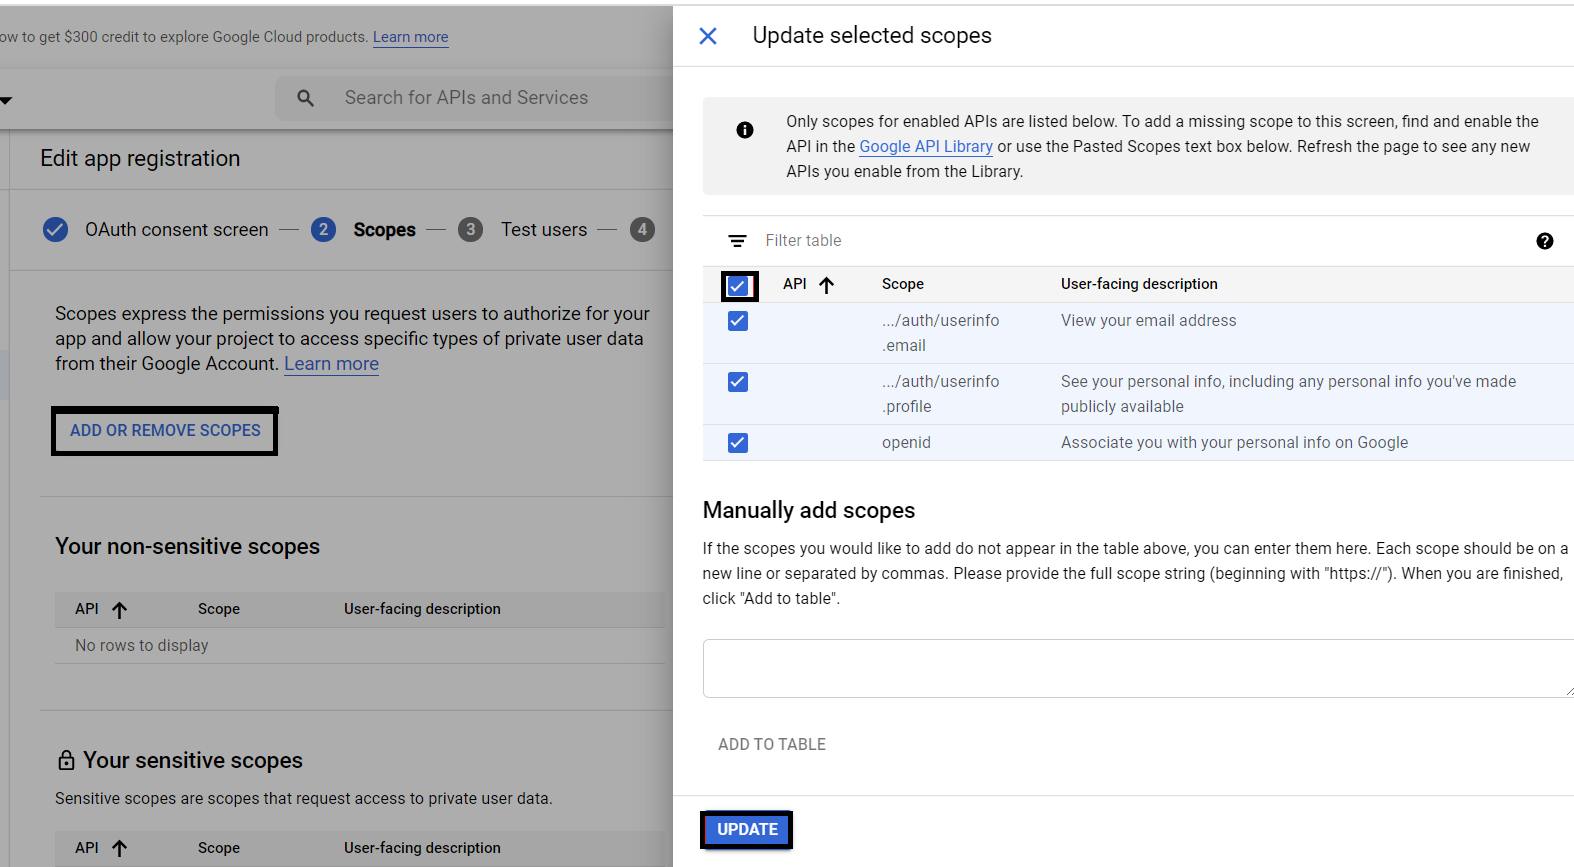 ow to get $300 credit to explore Google Cloud products. Learn more
Search for APIs and Services
Edit app registration
OAuth consent screen — 2 Scopes — 3 Test users — 4
Scopes express the permissions you request users to authorize for your
app and allow your project to access specific types of private user data
from their Google Account. Learn more
ADD OR REMOVE SCOPES
Your non-sensitive scopes
API Scope User-facing description
No rows to display
Your sensitive scopes
Sensitive scopes are scopes that request access to private user data.
API Scope User-facing description
Update selected scopes
Only scopes for enabled APIs are listed below. To add a missing scope to this screen, find and enable the
API in the Google API Library or use the Pasted Scopes text box below. Refresh the page to see any new
APIs you enable from the Library.
Filter table
API Scope User-facing description
.../auth/userinfo View your email address
.email
.../auth/userinfo See your personal info, including any personal info you've made
.profile publicly available
openid Associate you with your personal info on Google
Manually add scopes
If the scopes you would like to add do not appear in the table above, you can enter them here. Each scope should be on a
new line or separated by commas. Please provide the full scope string (beginning with "https://"). When you are finished,
click "Add to table".
ADD TO TABLE
UPDATE